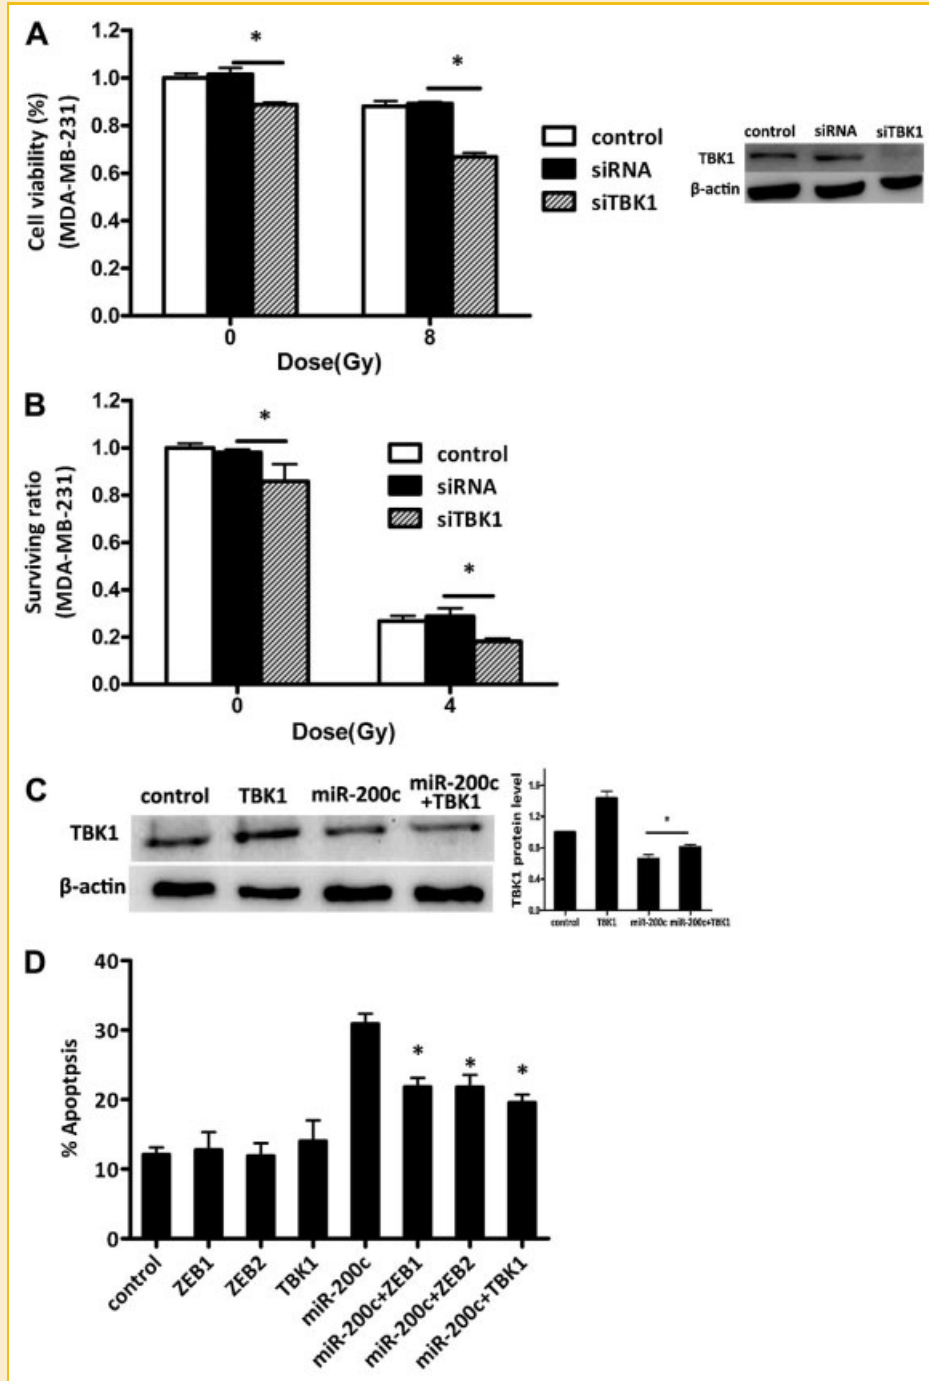 A
1.2
1.0
0.8
0.6
0.4
0.2
0.0
Cell viability (%)
(MDA-MB-231)
*
*
0
8
Dose(Gy)
control
siRNA
siTBK1
control siRNA siTBK1
TBK1
β-actin
B
1.2
1.0
0.8
0.6
0.4
0.2
0.0
Surviving ratio
(MDA-MB-231)
*
*
0
4
Dose(Gy)
control
siRNA
siTBK1
C
control TBK1 miR-200c miR-200c
+TBK1
TBK1
β-actin
TBK1 protein level
1.2
0.4
*
control TBK1 miR-200c miR-200c+TBK1
D
40
30
20
10
0
% Apoptpsis
* * *
control
ZEB1
ZEB2
TBK1
miR-200c
miR-200c+ZEB1
miR-200c+ZEB2
miR-200c+TBK1